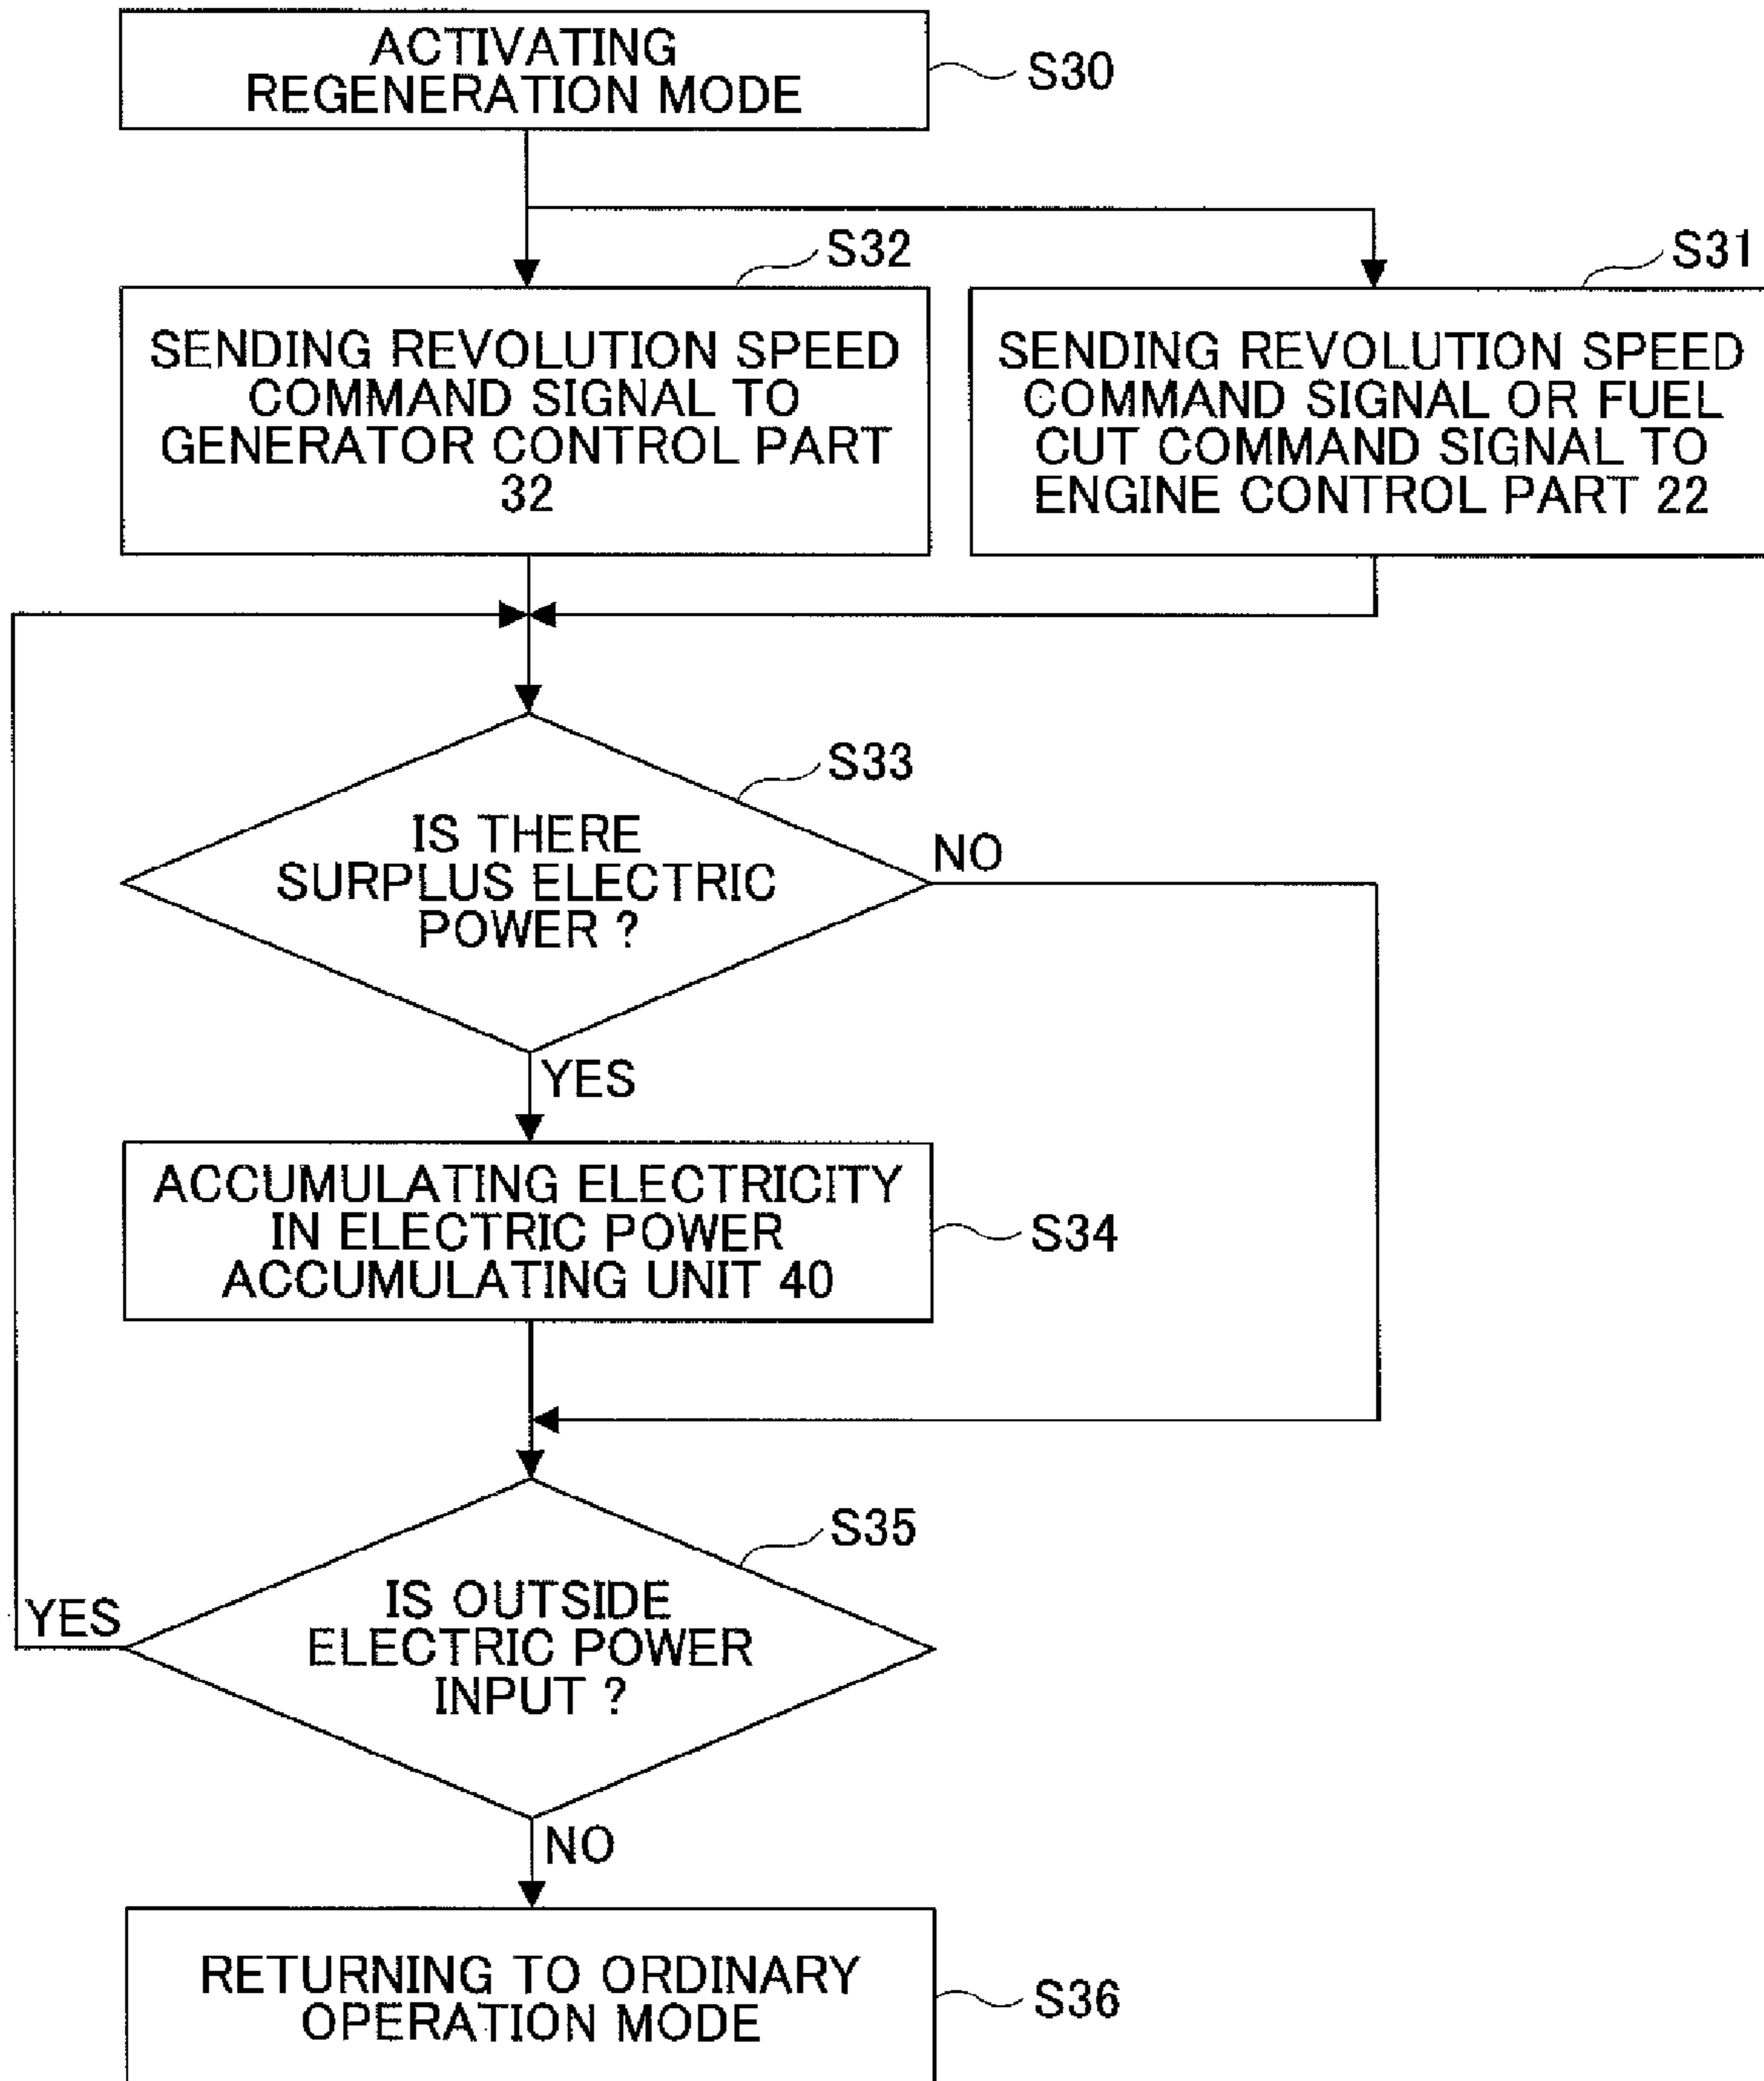 ACTIVATING
REGENERATION MODE
S30
S32
S31
SENDING REVOLUTION SPEED
COMMAND SIGNAL TO
GENERATOR CONTROL PART
32
SENDING REVOLUTION SPEED
COMMAND SIGNAL OR FUEL
CUT COMMAND SIGNAL TO
ENGINE CONTROL PART 22
S33
IS THERE
SURPLUS ELECTRIC
POWER ?
NO
YES
ACCUMULATING ELECTRICITY
IN ELECTRIC POWER
ACCUMULATING UNIT 40
S34
S35
IS OUTSIDE
ELECTRIC POWER
INPUT ?
YES
NO
RETURNING TO ORDINARY
OPERATION MODE
S36